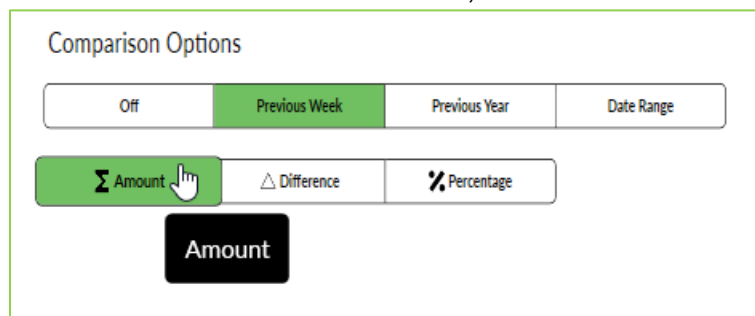 Comparison Options
Off Previous Week Previous Year Date Range
Σ Amount △ Difference % Percentage
Amount